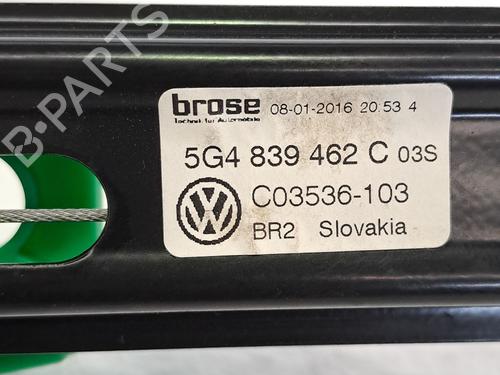 brose 08-01-2016 20:53 4
Technik für Automobile
5G4 839 462 C 03S
C03536-103
BR2 Slovakia
B-PARTS